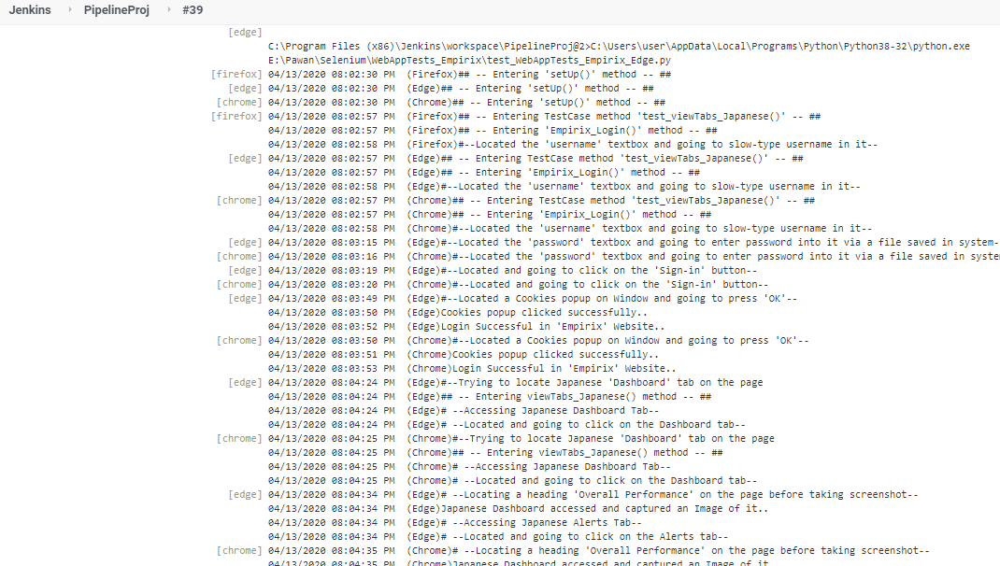 Jenkins › PipelineProj › #39
[edge]
C:\Program Files (x86)\Jenkins\workspace\PipelineProj@2>C:\Users\user\AppData\Local\Programs\Python\Python38-32\python.exe
E:\Pawan\Selenium\WebAppTests_Empirix\test_WebAppTests_Empirix_Edge.py
[firefox] 04/13/2020 08:02:30 PM (Firefox)## -- Entering 'setUp()' method -- ##
[edge] 04/13/2020 08:02:30 PM (Edge)## -- Entering 'setUp()' method -- ##
[chrome] 04/13/2020 08:02:30 PM (Chrome)## -- Entering 'setUp()' method -- ##
[firefox] 04/13/2020 08:02:57 PM (Firefox)## -- Entering TestCase method 'test_viewTabs_Japanese()' -- ##
04/13/2020 08:02:57 PM (Firefox)## -- Entering 'Empirix_Login()' method -- ##
04/13/2020 08:02:58 PM (Firefox)#--Located the 'username' textbox and going to slow-type username in it--
[edge] 04/13/2020 08:02:57 PM (Edge)## -- Entering TestCase method 'test_viewTabs_Japanese()' -- ##
04/13/2020 08:02:57 PM (Edge)## -- Entering 'Empirix_Login()' method -- ##
04/13/2020 08:02:58 PM (Edge)#--Located the 'username' textbox and going to slow-type username in it--
[chrome] 04/13/2020 08:02:57 PM (Chrome)## -- Entering TestCase method 'test_viewTabs_Japanese()' -- ##
04/13/2020 08:02:57 PM (Chrome)## -- Entering 'Empirix_Login()' method -- ##
04/13/2020 08:02:58 PM (Chrome)#--Located the 'username' textbox and going to slow-type username in it--
[edge] 04/13/2020 08:03:15 PM (Edge)#--Located the 'password' textbox and going to enter password into it via a file saved in system-
[chrome] 04/13/2020 08:03:16 PM (Chrome)#--Located the 'password' textbox and going to enter password into it via a file saved in syste
[edge] 04/13/2020 08:03:19 PM (Edge)#--Located and going to click on the 'Sign-in' button--
[chrome] 04/13/2020 08:03:20 PM (Chrome)#--Located and going to click on the 'Sign-in' button--
[edge] 04/13/2020 08:03:49 PM (Edge)#--Located a Cookies popup on Window and going to press 'OK'--
04/13/2020 08:03:50 PM (Edge)Cookies popup clicked successfully..
04/13/2020 08:03:52 PM (Edge)Login Successful in 'Empirix' Website..
[chrome] 04/13/2020 08:03:50 PM (Chrome)#--Located a Cookies popup on Window and going to press 'OK'--
04/13/2020 08:03:51 PM (Chrome)Cookies popup clicked successfully..
04/13/2020 08:03:53 PM (Chrome)Login Successful in 'Empirix' Website..
[edge] 04/13/2020 08:04:24 PM (Edge)#--Trying to locate Japanese 'Dashboard' tab on the page
04/13/2020 08:04:24 PM (Edge)## -- Entering viewTabs_Japanese() method -- ##
04/13/2020 08:04:24 PM (Edge)# --Accessing Japanese Dashboard Tab--
04/13/2020 08:04:24 PM (Edge)# --Located and going to click on the Dashboard tab--
[chrome] 04/13/2020 08:04:25 PM (Chrome)#--Trying to locate Japanese 'Dashboard' tab on the page
04/13/2020 08:04:25 PM (Chrome)## -- Entering viewTabs_Japanese() method -- ##
04/13/2020 08:04:25 PM (Chrome)# --Accessing Japanese Dashboard Tab--
04/13/2020 08:04:25 PM (Chrome)# --Located and going to click on the Dashboard tab--
[edge] 04/13/2020 08:04:34 PM (Edge)# --Locating a heading 'Overall Performance' on the page before taking screenshot--
04/13/2020 08:04:34 PM (Edge)Japanese Dashboard accessed and captured an Image of it..
04/13/2020 08:04:34 PM (Edge)# --Accessing Japanese Alerts Tab--
04/13/2020 08:04:34 PM (Edge)# --Located and going to click on the Alerts tab--
[chrome] 04/13/2020 08:04:35 PM (Chrome)# --Locating a heading 'Overall Performance' on the page before taking screenshot--
04/13/2020 08:04:35 PM (Chrome)Japanese Dashboard accessed and captured an Image of it